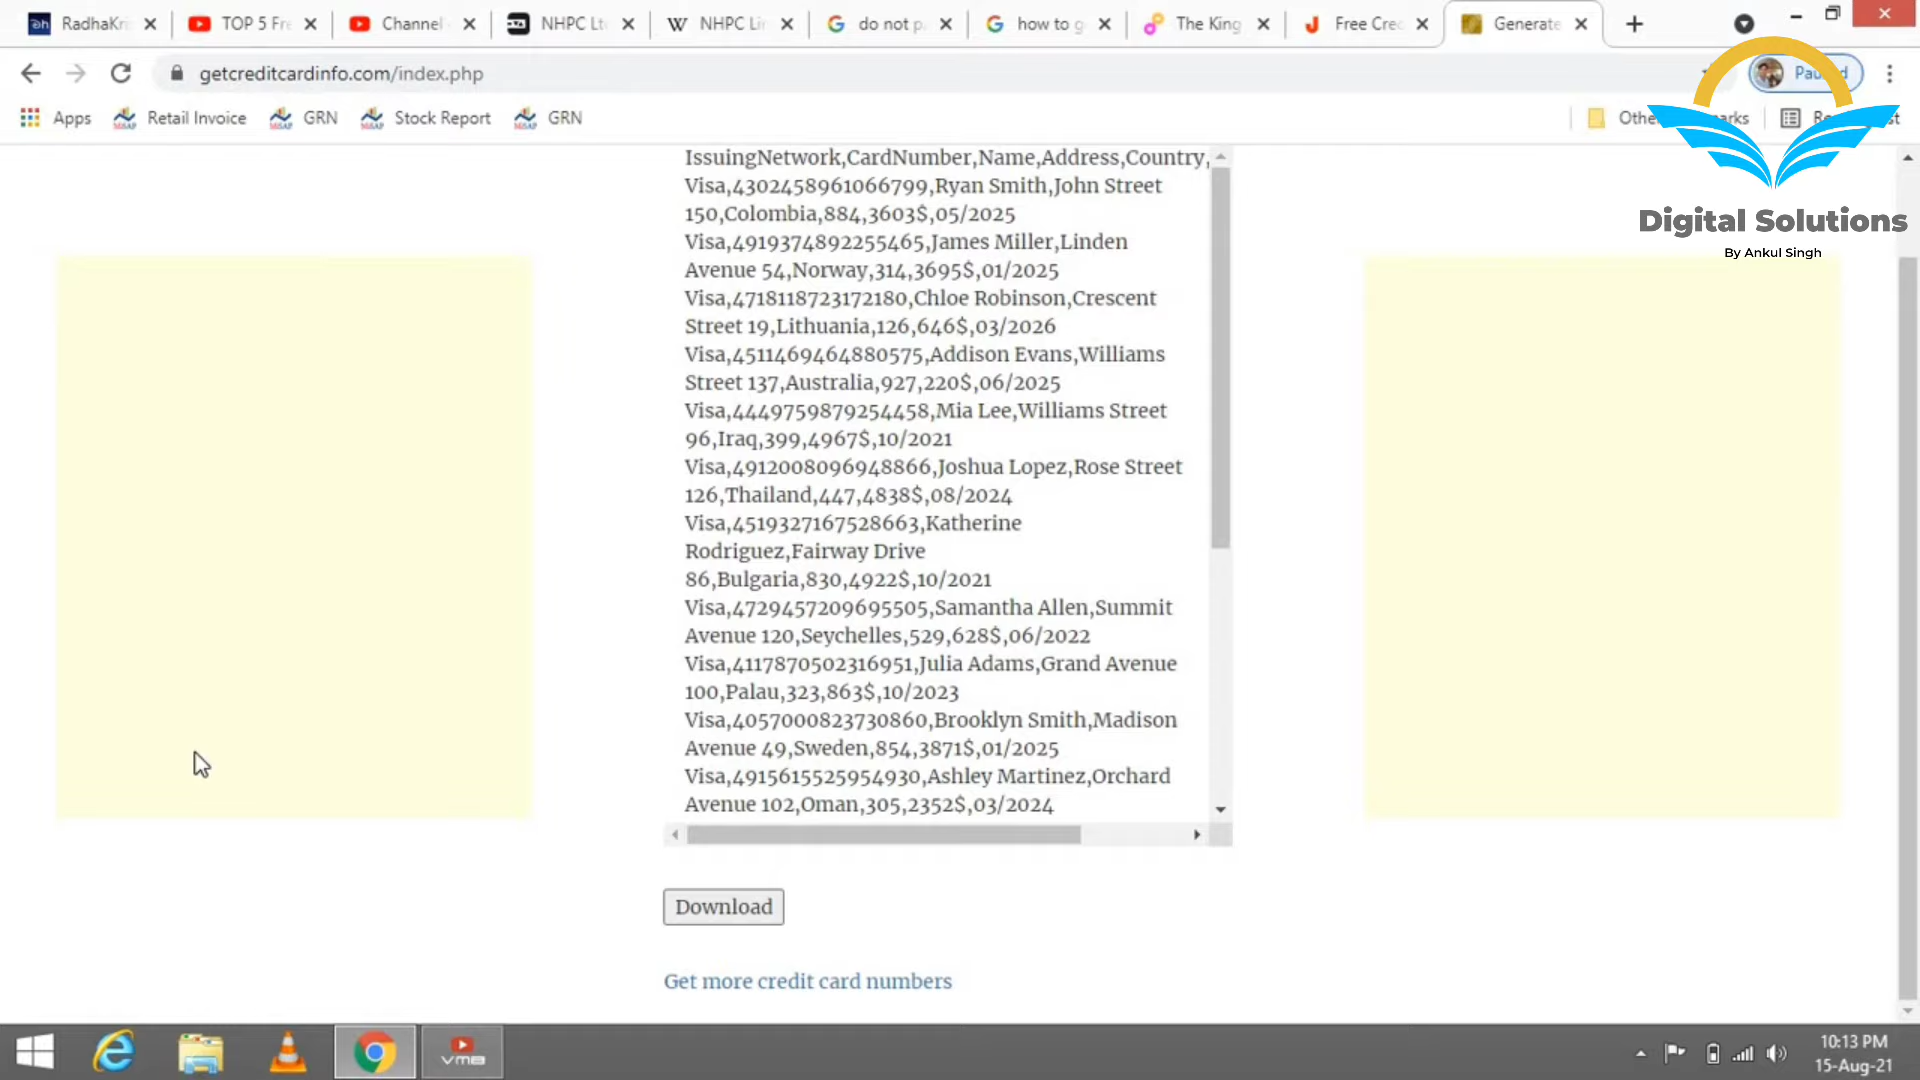 RadhaKri
TOP 5 Fre
Channel
NHPC Lt
NHPC Lin
do not p
how to g
The King
Free Cred
Generate
getcreditcardinfo.com/index.php
Apps
Retail Invoice
GRN
Stock Report
GRN
Digital Solutions
By Ankul Singh
IssuingNetwork,CardNumber,Name,Address,Country,
Visa,4302458961066799,Ryan Smith,John Street
150,Colombia,884,3603$,05/2025
Visa,4919374892255465,James Miller,Linden
Avenue 54,Norway,314,3695$,01/2025
Visa,4718118723172180,Chloe Robinson,Crescent
Street 19,Lithuania,126,646$,03/2026
Visa,4511469464880575,Addison Evans,Williams
Street 137,Australia,927,220$,06/2025
Visa,4449759879254458,Mia Lee,Williams Street
96,Iraq,399,4967$,10/2021
Visa,4912008096948866,Joshua Lopez,Rose Street
126,Thailand,447,4838$,08/2024
Visa,4519327167528663,Katherine
Rodriguez,Fairway Drive
86,Bulgaria,830,4922$,10/2021
Visa,4729457209695505,Samantha Allen,Summit
Avenue 120,Seychelles,529,628$,06/2022
Visa,4117870502316951,Julia Adams,Grand Avenue
100,Palau,323,863$,10/2023
Visa,4057000823730860,Brooklyn Smith,Madison
Avenue 49,Sweden,854,3871$,01/2025
Visa,4915615525954930,Ashley Martinez,Orchard
Avenue 102,Oman,305,2352$,03/2024
Download
Get more credit card numbers
10:13 PM
15-Aug-21